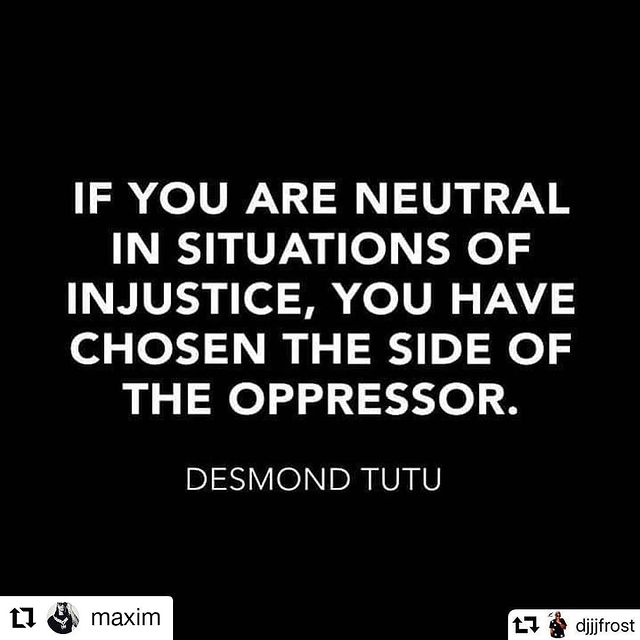 IF YOU ARE NEUTRAL
IN SITUATIONS OF
INJUSTICE, YOU HAVE
CHOSEN THE SIDE OF
THE OPPRESSOR.
DESMOND TUTU
maxim
djjjfrost